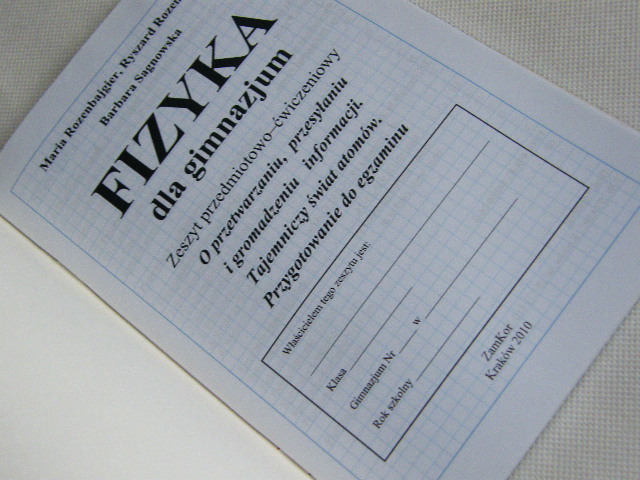 Maria Rozenbajgier, Ryszard
Barbara Sagnowska
FIZYKA
dla gimnazjum
Zeszyt przedmiotowo–ćwiczeniowy
O przetwarzaniu, przesyłaniu
i gromadzeniu informacji.
Tajemniczy świat atomów.
Przygotowanie do egzaminu
Właścicielem tego zeszytu jest:
Klasa
Gimnazjum Nr w
Rok szkolny
ZamKor
Kraków 2010